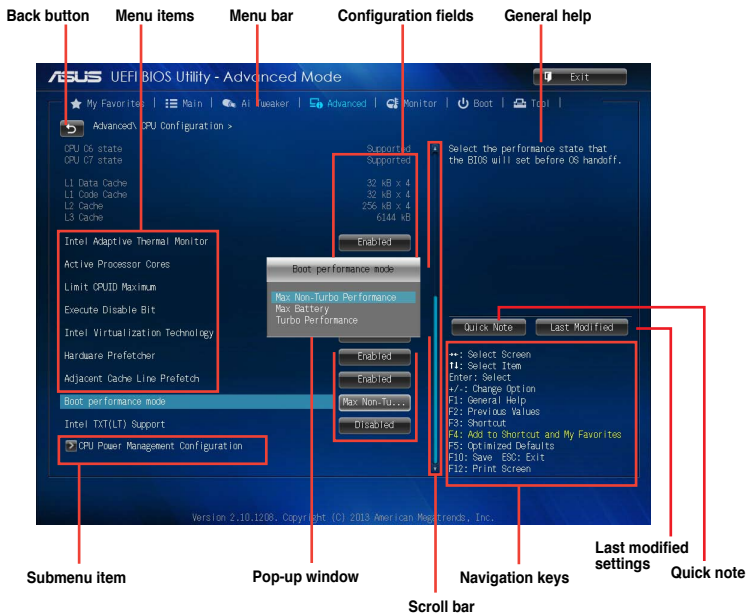 Back button Menu items Menu bar Configuration fields General help
ASUS UEFI BIOS Utility - Advanced Mode
Exit
My Favorites | Main | Ai Tweaker | Advanced | Monitor | Boot | Tool |
Advanced\ CPU Configuration >
CPU C6 state Supported
CPU C7 state Supported
L1 Data Cache 32 kB x 4
L1 Code Cache 32 kB x 4
L2 Cache 256 kB x 4
L3 Cache 6144 kB
Intel Adaptive Thermal Monitor Enabled
Active Processor Cores
Limit CPUID Maximum
Execute Disable Bit
Intel Virtualization Technology
Hardware Prefetcher Enabled
Adjacent Cache Line Prefetch Enabled
Boot performance mode Max Non-Tu...
Intel TXT(LT) Support Disabled
CPU Power Management Configuration
Boot performance mode
Max Non-Turbo Performance
Max Battery
Turbo Performance
Select the performance state that
the BIOS will set before OS handoff.
Quick Note Last Modified
→←: Select Screen
↑↓: Select Item
Enter: Select
+/-: Change Option
F1: General Help
F2: Previous Values
F3: Shortcut
F4: Add to Shortcut and My Favorites
F5: Optimized Defaults
F10: Save ESC: Exit
F12: Print Screen
Version 2.10.1208. Copyright (C) 2013 American Megatrends, Inc.
Submenu item Pop-up window Scroll bar Navigation keys
Last modified
settings
Quick note